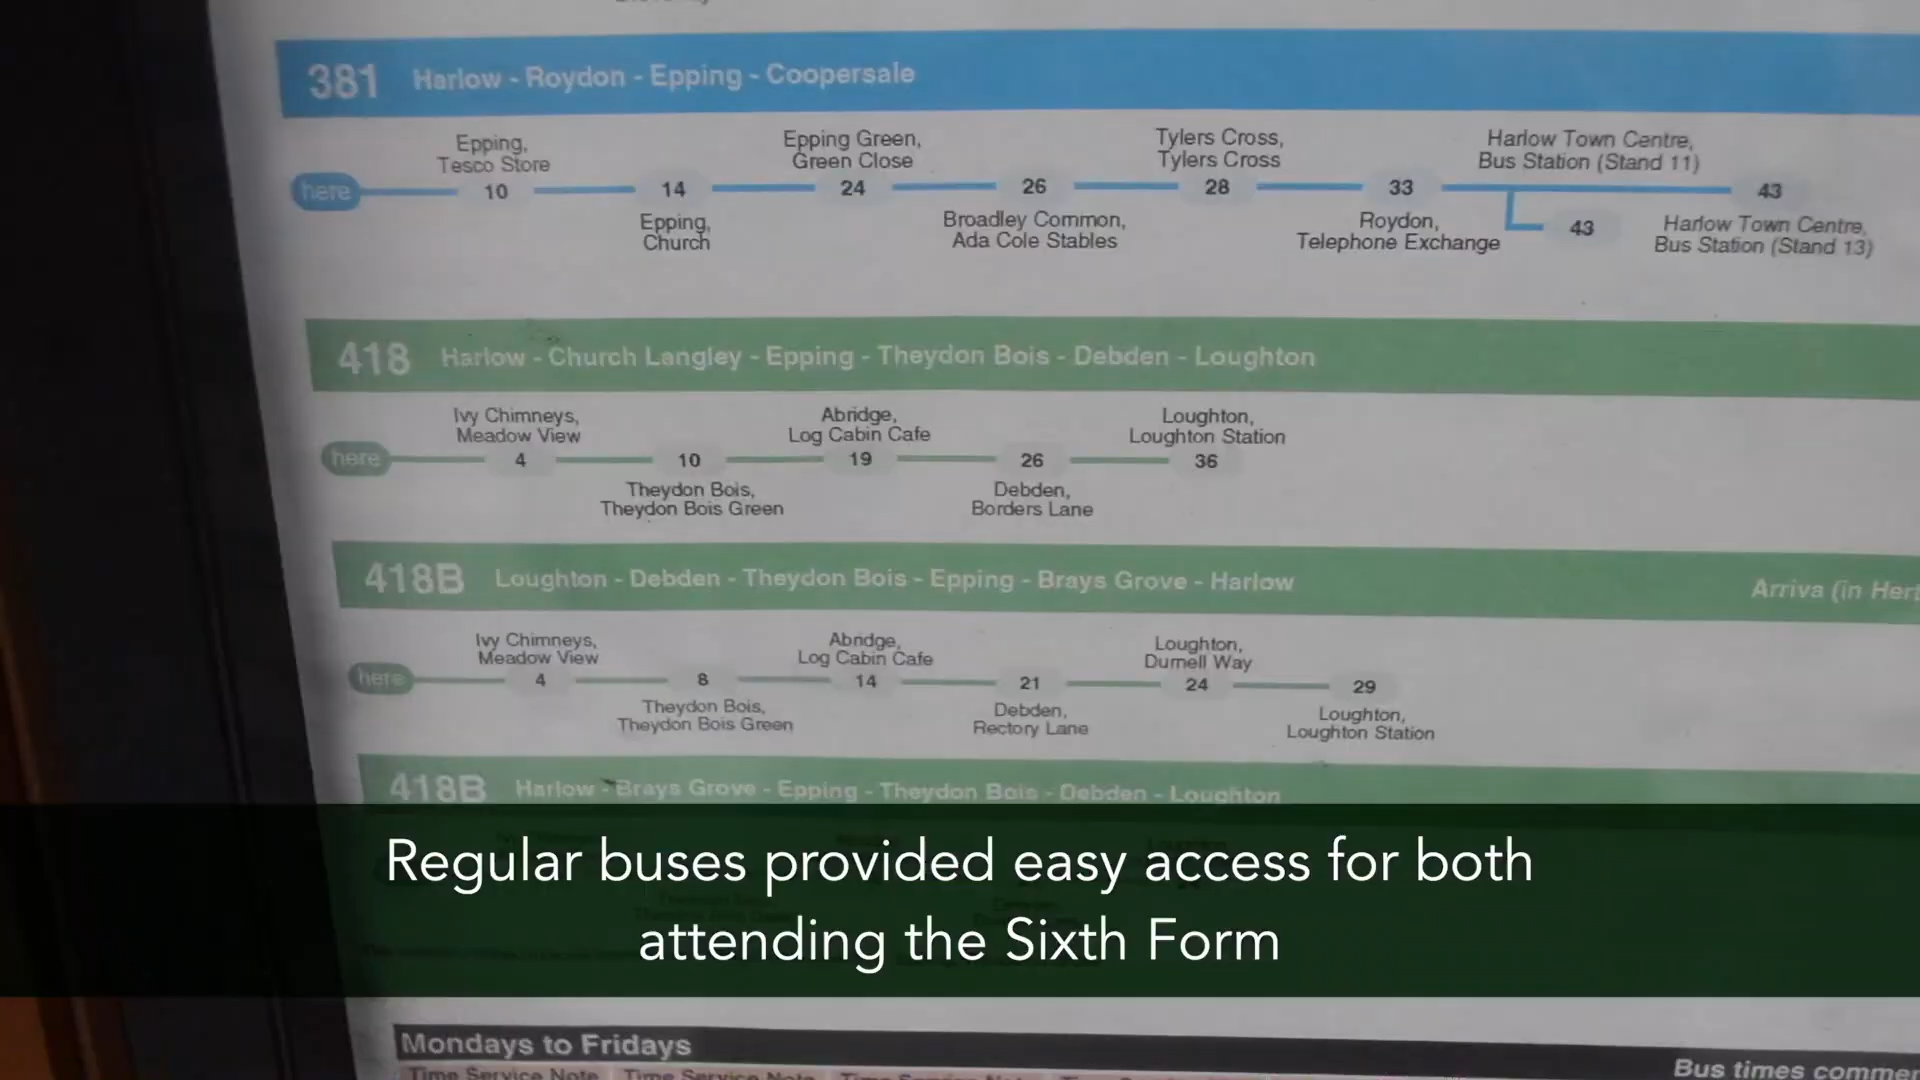 381 Harlow - Roydon - Epping - Coopersale
Epping,
Tesco Store
Epping Green,
Green Close
Tylers Cross,
Tylers Cross
Harlow Town Centre,
Bus Station (Stand 11)
here 10 14 24 26 28 33 43
Epping,
Church
Broadley Common,
Ada Cole Stables
Roydon,
Telephone Exchange
43 Harlow Town Centre,
Bus Station (Stand 13)
418 Harlow - Church Langley - Epping - Theydon Bois - Debden - Loughton
Ivy Chimneys,
Meadow View
Abridge,
Log Cabin Cafe
Loughton,
Loughton Station
here 4 10 19 26 36
Theydon Bois,
Theydon Bois Green
Debden,
Borders Lane
418B Loughton - Debden - Theydon Bois - Epping - Brays Grove - Harlow Arriva (in Hert
Ivy Chimneys,
Meadow View
Abridge,
Log Cabin Cafe
Loughton,
Durnell Way
here 4 8 14 21 24 29
Theydon Bois,
Theydon Bois Green
Debden,
Rectory Lane
Loughton,
Loughton Station
418B Harlow - Brays Grove - Epping - Theydon Bois - Debden - Loughton
Regular buses provided easy access for both
attending the Sixth Form
Mondays to Fridays
Bus times commen
Time Service Note Time Service Note